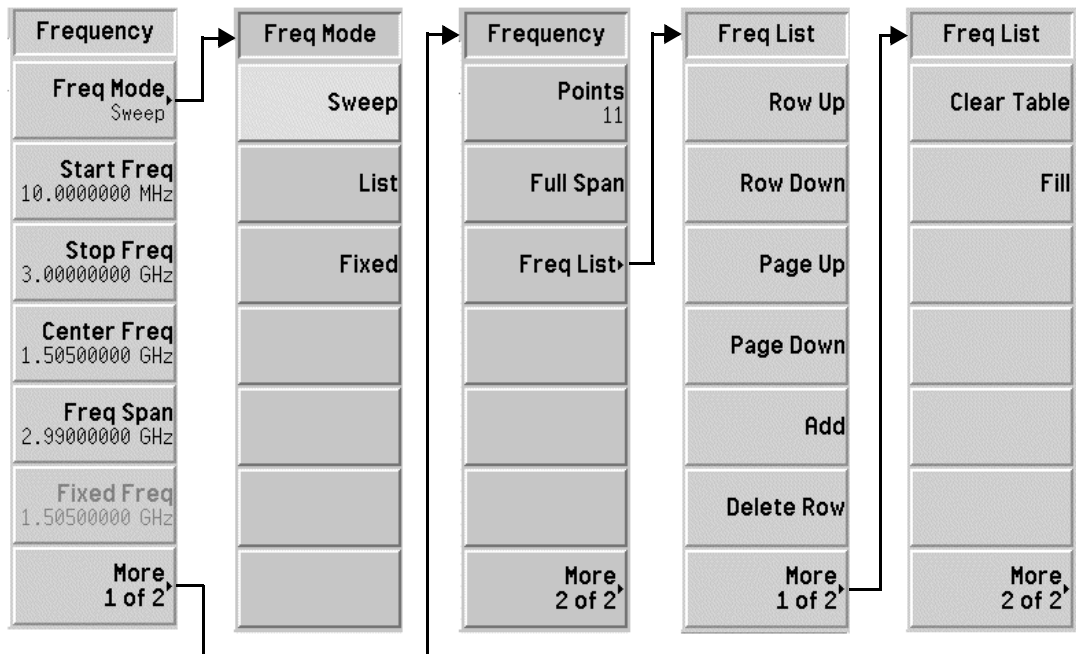 Frequency
Freq Mode
Sweep
Start Freq
10.0000000 MHz
Stop Freq
3.00000000 GHz
Center Freq
1.50500000 GHz
Freq Span
2.99000000 GHz
Fixed Freq
1.50500000 GHz
More
1 of 2
Freq Mode
Sweep
List
Fixed
Frequency
Points
11
Full Span
Freq List
More
2 of 2
Freq List
Row Up
Row Down
Page Up
Page Down
Add
Delete Row
More
1 of 2
Freq List
Clear Table
Fill
More
2 of 2